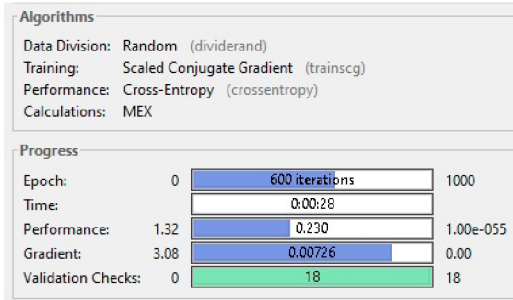 Algorithms
Data Division: Random (dividerand)
Training: Scaled Conjugate Gradient (trainscg)
Performance: Cross-Entropy (crossentropy)
Calculations: MEX
Progress
Epoch: 0 600 iterations 1000
Time: 0:00:28
Performance: 1.32 0.230 1.00e-055
Gradient: 3.08 0.00726 0.00
Validation Checks: 0 18 18